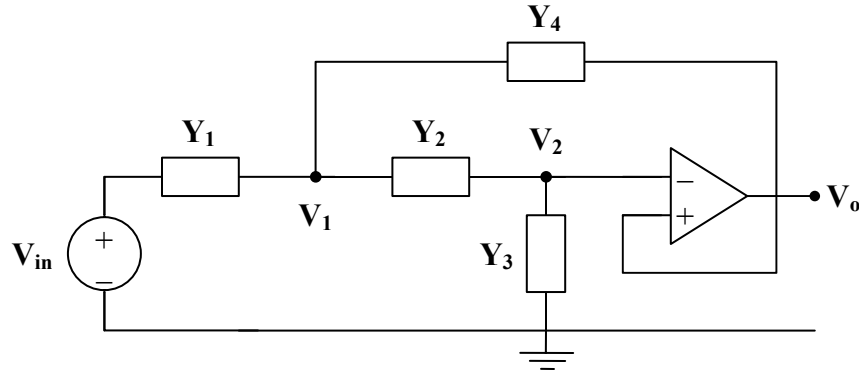 Y₄
Y₁
Y₂
V₂
−
+
Vₒ
V₁
Y₃
+
−
Vᵢₙ